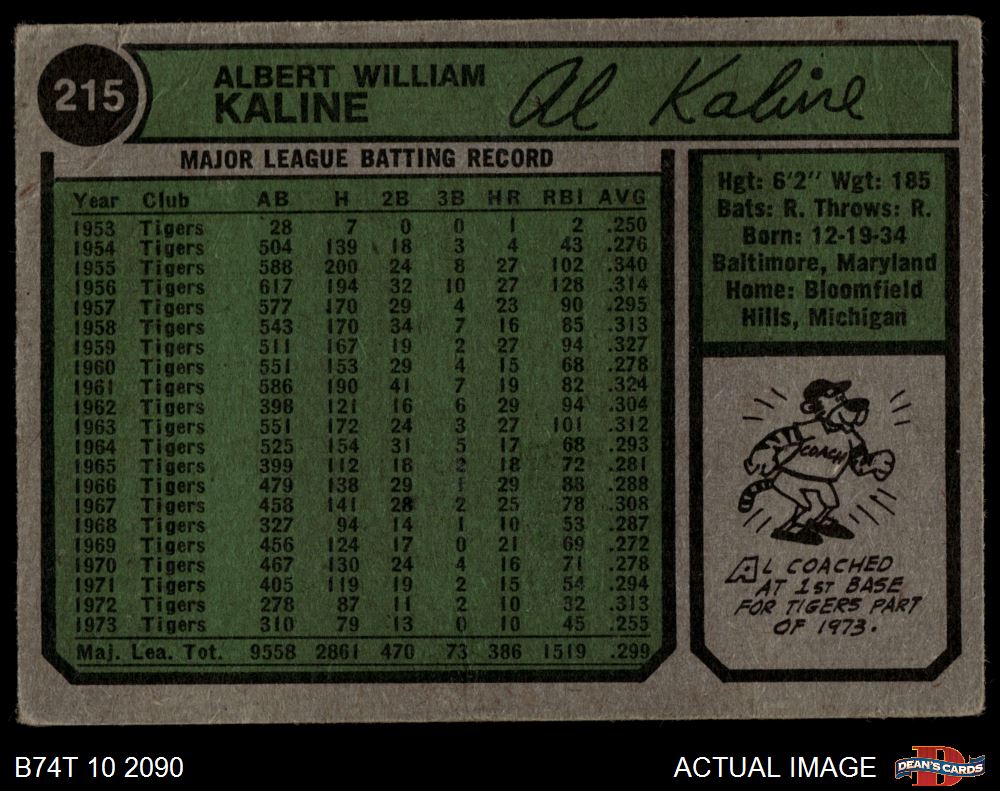 215
ALBERT WILLIAM
KALINE
Al Kaline
MAJOR LEAGUE BATTING RECORD
Year Club AB H 2B 3B HR RBI AVG
1953 Tigers 28 7 0 0 1 2 .250
1954 Tigers 504 139 18 3 4 43 .276
1955 Tigers 588 200 24 8 27 102 .340
1956 Tigers 617 194 32 10 27 128 .314
1957 Tigers 577 170 29 4 23 90 .295
1958 Tigers 543 170 34 7 16 85 .313
1959 Tigers 511 167 19 2 27 94 .327
1960 Tigers 551 153 29 4 15 68 .278
1961 Tigers 586 190 41 7 19 82 .324
1962 Tigers 398 121 16 6 29 94 .304
1963 Tigers 551 172 24 3 27 101 .312
1964 Tigers 525 154 31 5 17 68 .293
1965 Tigers 399 112 18 2 18 72 .281
1966 Tigers 479 138 29 1 29 88 .288
1967 Tigers 458 141 28 2 25 78 .308
1968 Tigers 327 94 14 1 10 53 .287
1969 Tigers 456 124 17 0 21 69 .272
1970 Tigers 467 130 24 4 16 71 .278
1971 Tigers 405 119 19 2 15 54 .294
1972 Tigers 278 87 11 2 10 32 .313
1973 Tigers 310 79 13 0 10 45 .255
Maj. Lea. Tot. 9558 2861 470 73 386 1519 .299
Hgt: 6'2" Wgt: 185
Bats: R. Throws: R.
Born: 12-19-34
Baltimore, Maryland
Home: Bloomfield
Hills, Michigan
COACH
AL COACHED
AT 1ST BASE
FOR TIGERS PART
OF 1973.
B74T 10 2090
ACTUAL IMAGE
D
DEAN'S CARDS